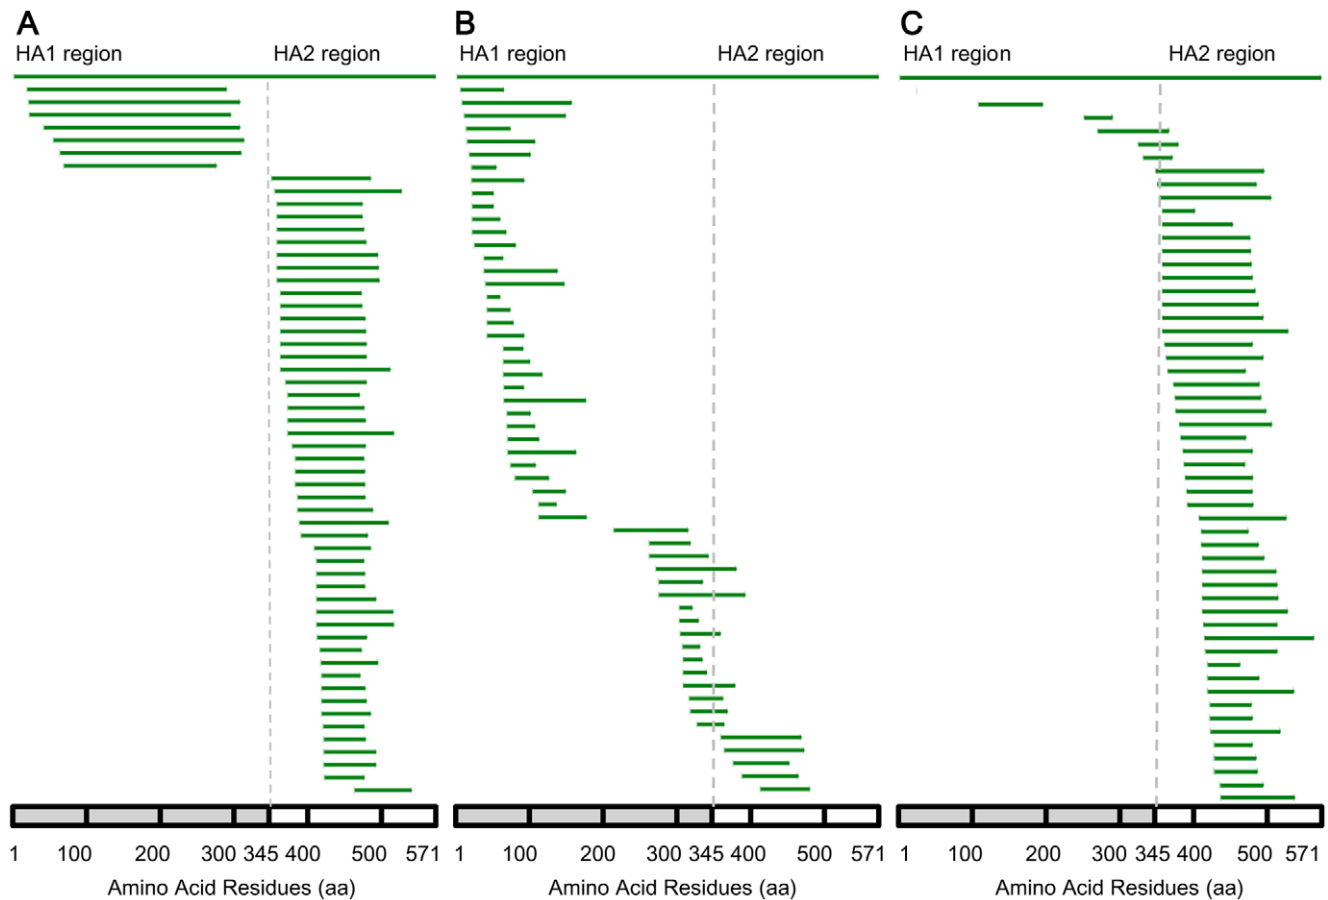 A B C
HA1 region HA2 region HA1 region HA2 region HA1 region HA2 region
1 100 200 300 345 400 500 571 1 100 200 300 345 400 500 571 1 100 200 300 345 400 500 571
Amino Acid Residues (aa) Amino Acid Residues (aa) Amino Acid Residues (aa)